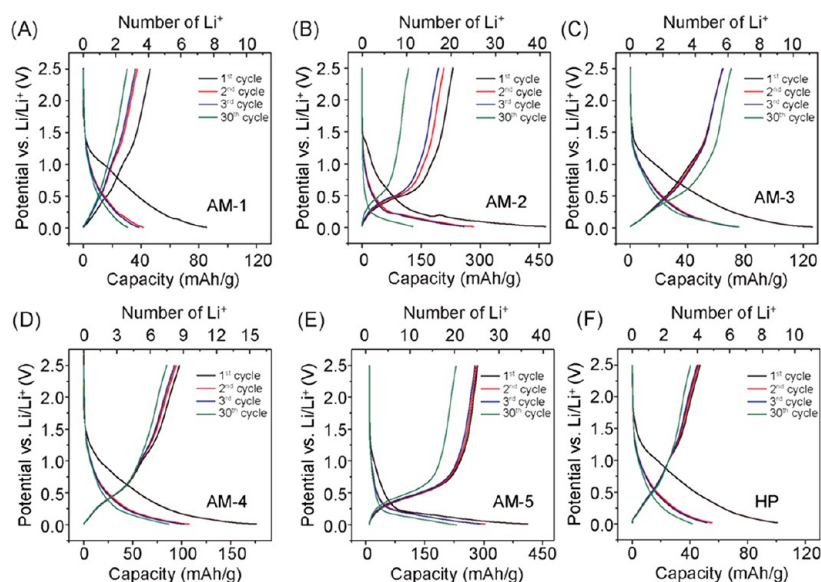 (A)
Number of Li⁺
0 3 6 9
Potential vs. Li/Li⁺ (V)
2.5
2.0
1.5
1.0
0.5
0.0
1ˢᵗ cycle
2ⁿᵈ cycle
3ʳᵈ cycle
30ᵗʰ cycle
AM-1
0 40 80 120
Capacity (mAh/g)
(B)
Number of Li⁺
0 10 20 30 40
Potential vs. Li/Li⁺ (V)
2.5
2.0
1.5
1.0
0.5
0.0
1ˢᵗ cycle
2ⁿᵈ cycle
3ʳᵈ cycle
30ᵗʰ cycle
AM-2
0 150 300 450
Capacity (mAh/g)
(C)
Number of Li⁺
0 5 10
Potential vs. Li/Li⁺ (V)
2.5
2.0
1.5
1.0
0.5
0.0
1ˢᵗ cycle
2ⁿᵈ cycle
3ʳᵈ cycle
30ᵗʰ cycle
AM-3
0 40 80 120
Capacity (mAh/g)
(D)
Number of Li⁺
0 3 6 9 12 15
Potential vs. Li/Li⁺ (V)
2.5
2.0
1.5
1.0
0.5
0.0
1ˢᵗ cycle
2ⁿᵈ cycle
3ʳᵈ cycle
30ᵗʰ cycle
AM-4
0 50 100 150
Capacity (mAh/g)
(E)
Number of Li⁺
0 10 20 30 40
Potential vs. Li/Li⁺ (V)
2.5
2.0
1.5
1.0
0.5
0.0
1ˢᵗ cycle
2ⁿᵈ cycle
3ʳᵈ cycle
30ᵗʰ cycle
AM-5
0 150 300 450
Capacity (mAh/g)
(F)
Number of Li⁺
0 2 4 6 8 10
Potential vs. Li/Li⁺ (V)
2.5
2.0
1.5
1.0
0.5
0.0
1ˢᵗ cycle
2ⁿᵈ cycle
3ʳᵈ cycle
30ᵗʰ cycle
HP
0 40 80 120
Capacity (mAh/g)